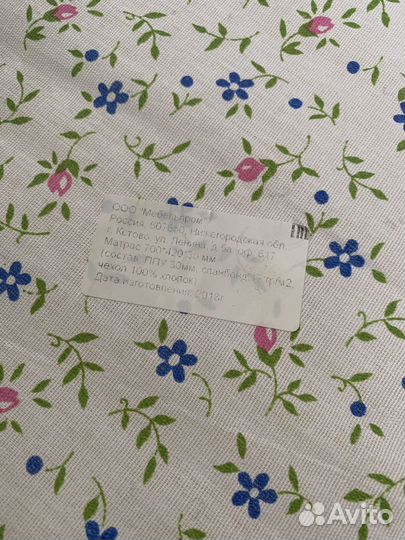 ООО "Мебельпром"
Россия, 607650, Нижегородская обл.
г. Кстово, ул. Ленина, д.
Матрас 700*420*30 мм
(состав: ППУ 30мм, спанбонд
чехол 100% хлопок)
Дата изготовления: 2018г
Avito